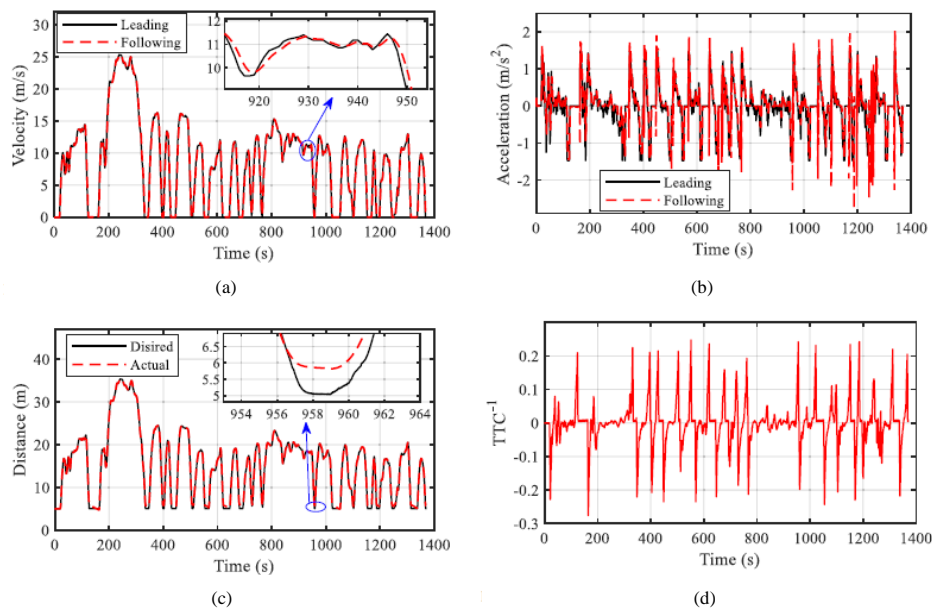 30
25
20
15
10
5
0
Velocity (m/s)
Leading
Following
11
10
920 930 940 950
0 200 400 600 800 1000 1200 1400
Time (s)
(a)
2
1
0
-1
-2
Acceleration (m/s²)
Leading
Following
0 200 400 600 800 1000 1200 1400
Time (s)
(b)
40
30
20
10
0
Distance (m)
Disired
Actual
6.5
6
5.5
5
954 956 958 960 962 964
0 200 400 600 800 1000 1200 1400
Time (s)
(c)
0.2
0.1
0
-0.1
-0.2
-0.3
TTC⁻¹
0 200 400 600 800 1000 1200 1400
Time (s)
(d)